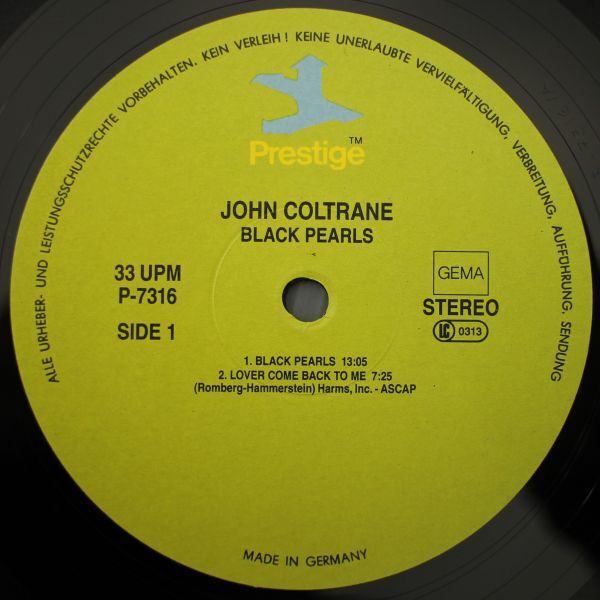 ALLE URHEBER- UND LEISTUNGSSCHUTZRECHTE VORBEHALTEN. KEIN VERLEIH! KEINE UNERLAUBTE VERVIELFÄLTIGUNG, VERBREITUNG, AUFFÜHRUNG, SENDUNG
Prestige™
JOHN COLTRANE
BLACK PEARLS
33 UPM
P-7316
SIDE 1
GEMA
STEREO
LC 0313
1. BLACK PEARLS 13:05
2. LOVER COME BACK TO ME 7:25
(Romberg-Hammerstein) Harms, Inc. - ASCAP
MADE IN GERMANY